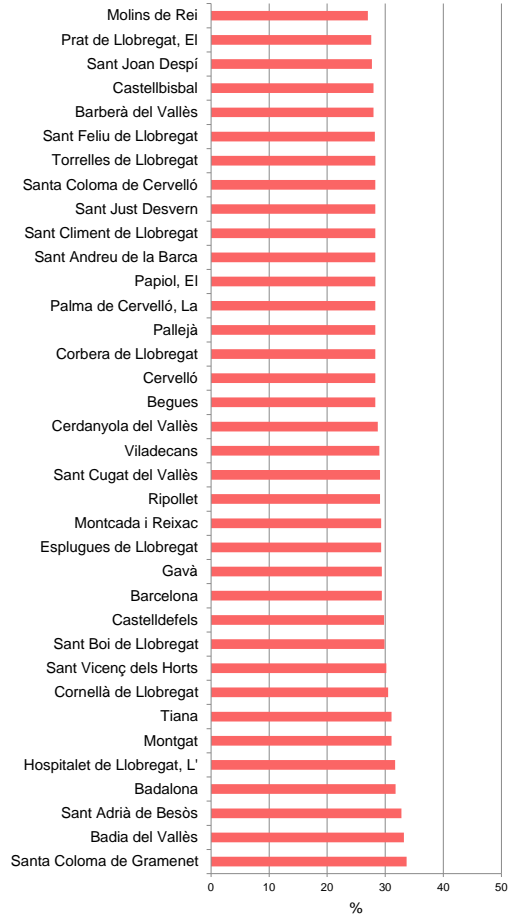 Molins de Rei
Prat de Llobregat, El
Sant Joan Despí
Castellbisbal
Barberà del Vallès
Sant Feliu de Llobregat
Torrelles de Llobregat
Santa Coloma de Cervelló
Sant Just Desvern
Sant Climent de Llobregat
Sant Andreu de la Barca
Papiol, El
Palma de Cervelló, La
Pallejà
Corbera de Llobregat
Cervelló
Begues
Cerdanyola del Vallès
Viladecans
Sant Cugat del Vallès
Ripollet
Montcada i Reixac
Esplugues de Llobregat
Gavà
Barcelona
Castelldefels
Sant Boi de Llobregat
Sant Vicenç dels Horts
Cornellà de Llobregat
Tiana
Montgat
Hospitalet de Llobregat, L'
Badalona
Sant Adrià de Besòs
Badia del Vallès
Santa Coloma de Gramenet
0 10 20 30 40 50
%